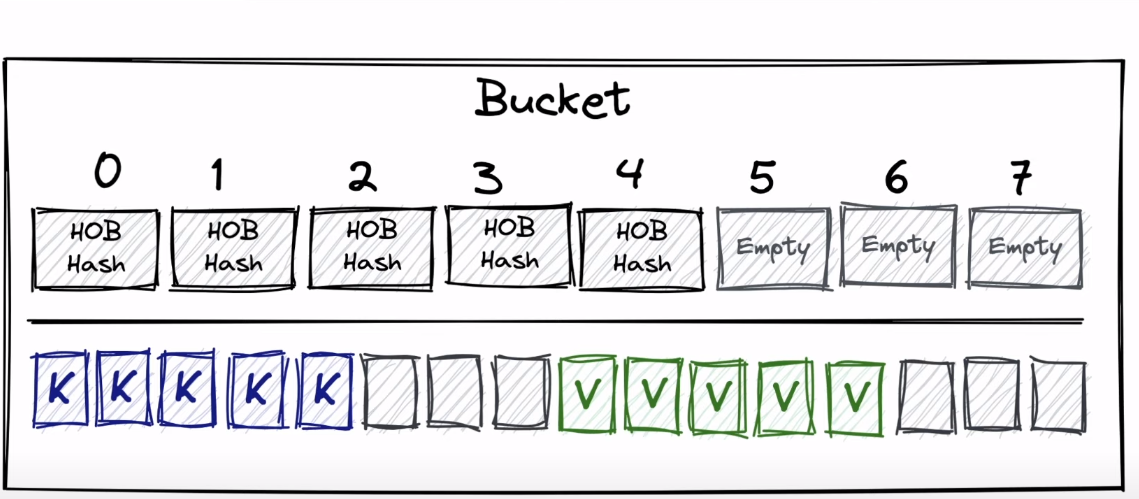 Bucket
0 1 2 3 4 5 6 7
HOB HOB HOB HOB HOB
Hash Hash Hash Hash Hash Empty Empty Empty
K K K K K V V V V V